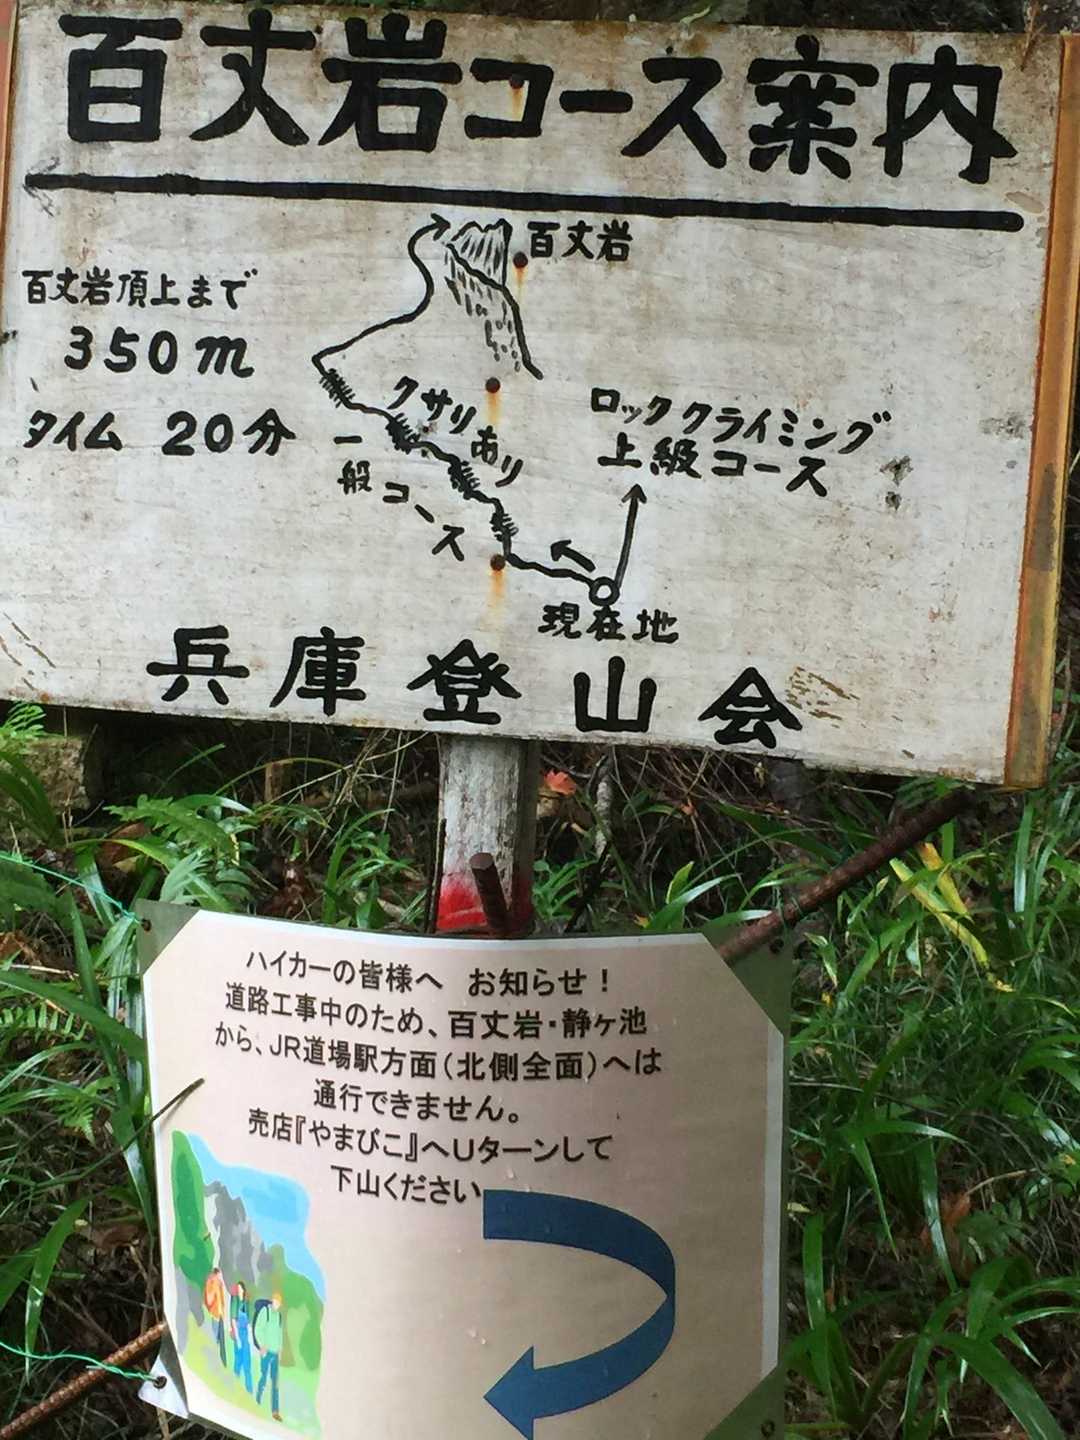 百丈岩コース案内
百丈岩
百丈岩頂上まで
350m
タイム 20分
クサリあり
一般コース
ロッククライミング
上級コース
現在地
兵庫登山会
ハイカーの皆様へ お知らせ！
道路工事中のため、百丈岩・静ヶ池
から、JR道場駅方面（北側全面）へは
通行できません。
売店『やまびこ』へUターンして
下山ください